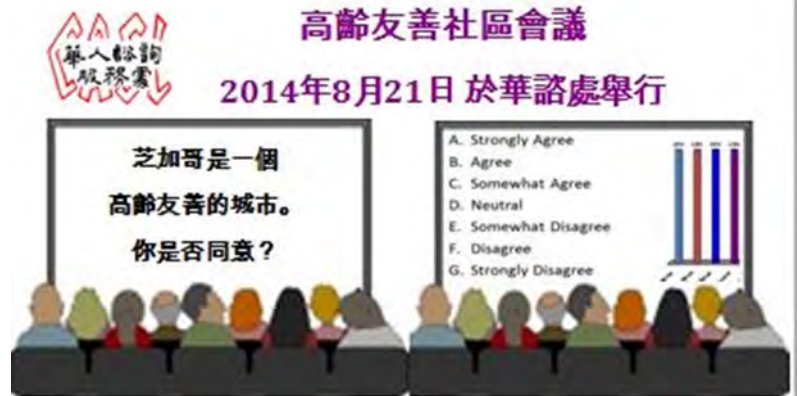 高齡友善社區會議
華人諮詢
服務處
2014年8月21日 於華諮處舉行
芝加哥是一個
高齡友善的城市。
你是否同意？
A. Strongly Agree
B. Agree
C. Somewhat Agree
D. Neutral
E. Somewhat Disagree
F. Disagree
G. Strongly Disagree